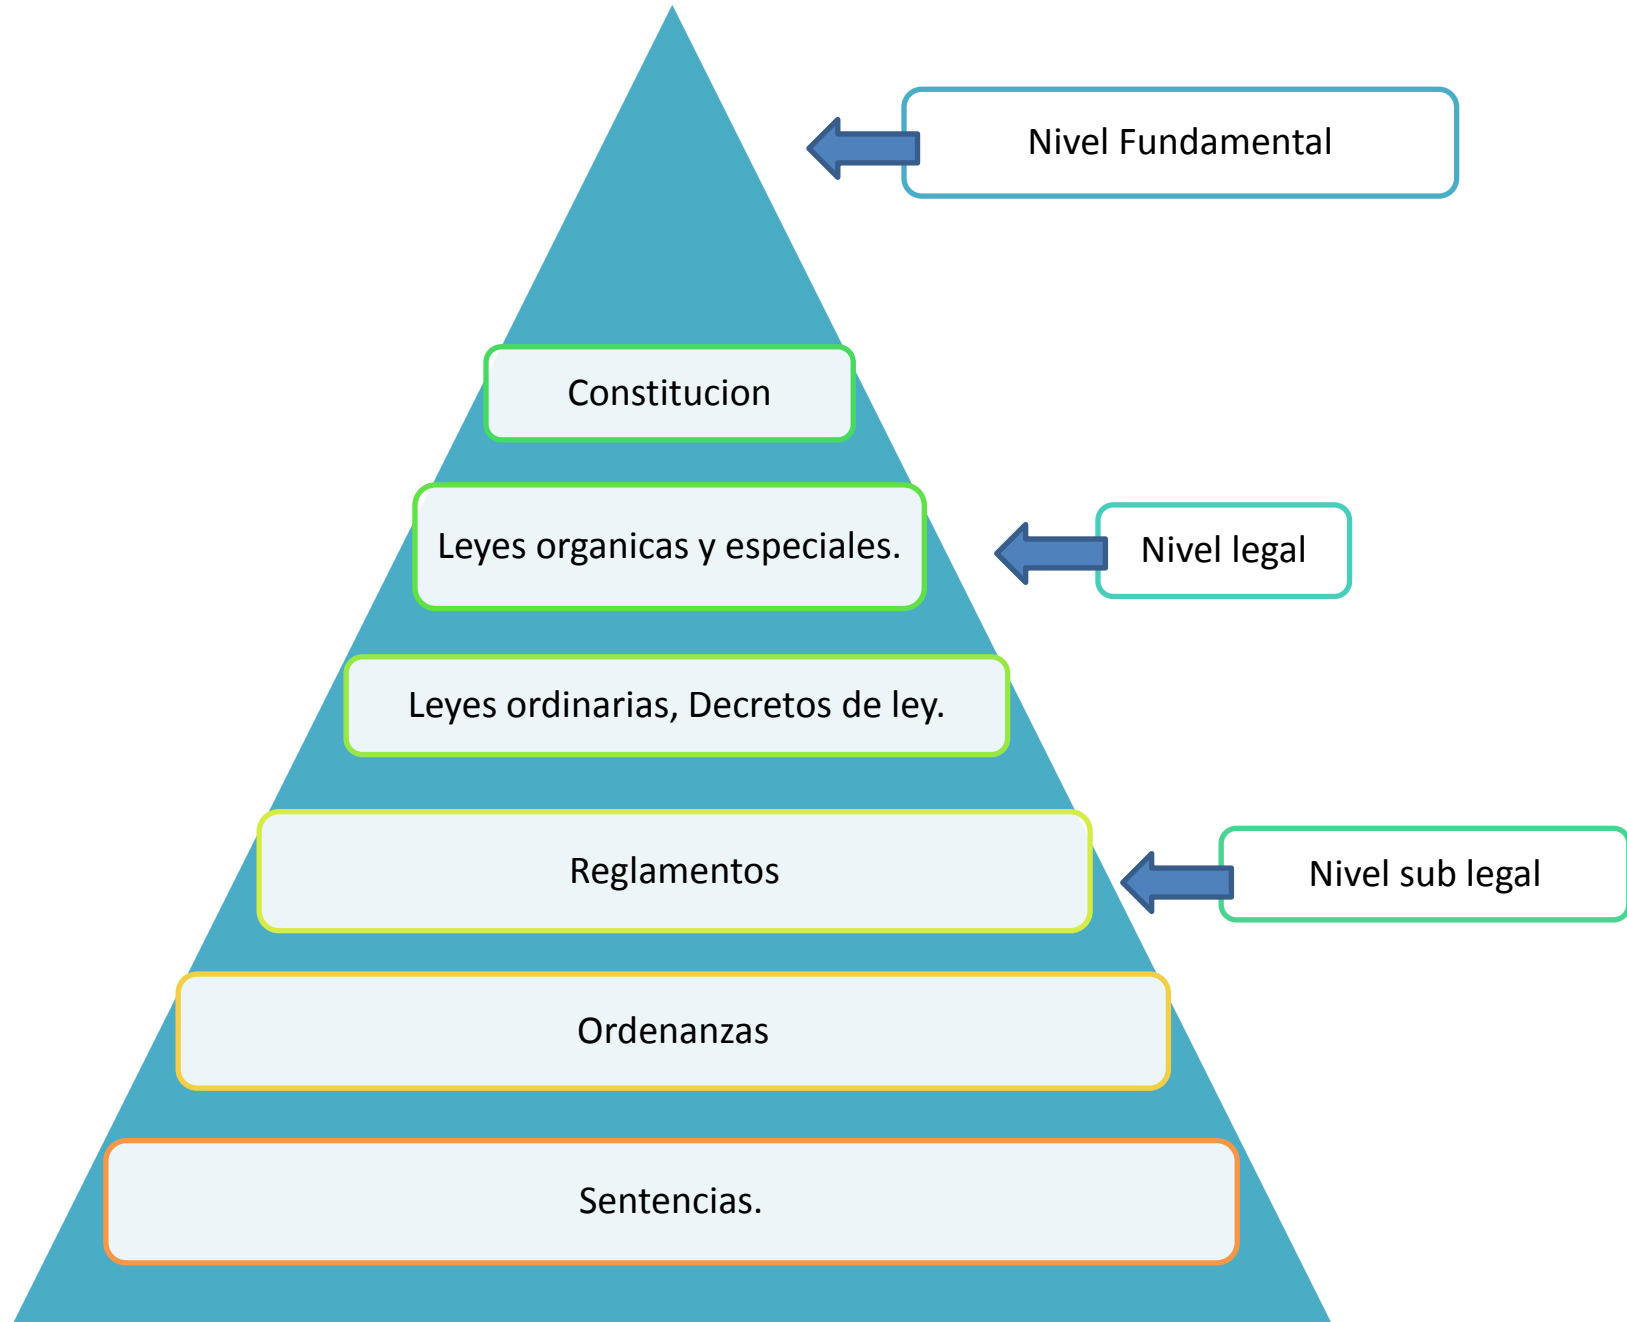 Nivel Fundamental
Constitucion
Leyes organicas y especiales.
Nivel legal
Leyes ordinarias, Decretos de ley.
Reglamentos
Nivel sub legal
Ordenanzas
Sentencias.